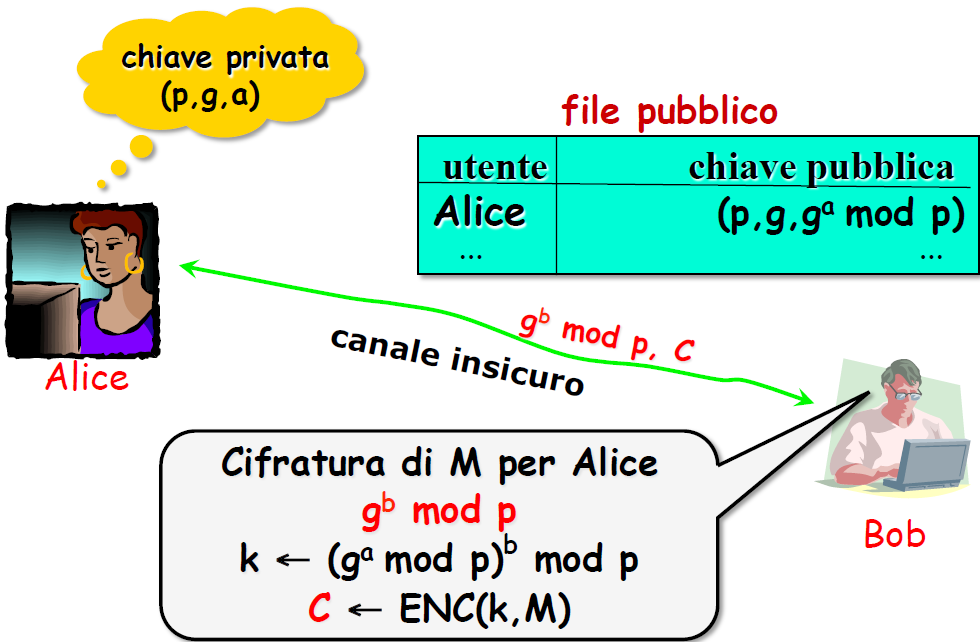 chiave privata
(p,g,a)
file pubblico
utente chiave pubblica
Alice (p,g,gᵃ mod p)
... ...
gᵇ mod p, C
canale insicuro
Alice
Cifratura di M per Alice
gᵇ mod p
k ← (gᵃ mod p)ᵇ mod p
C ← ENC(k,M)
Bob